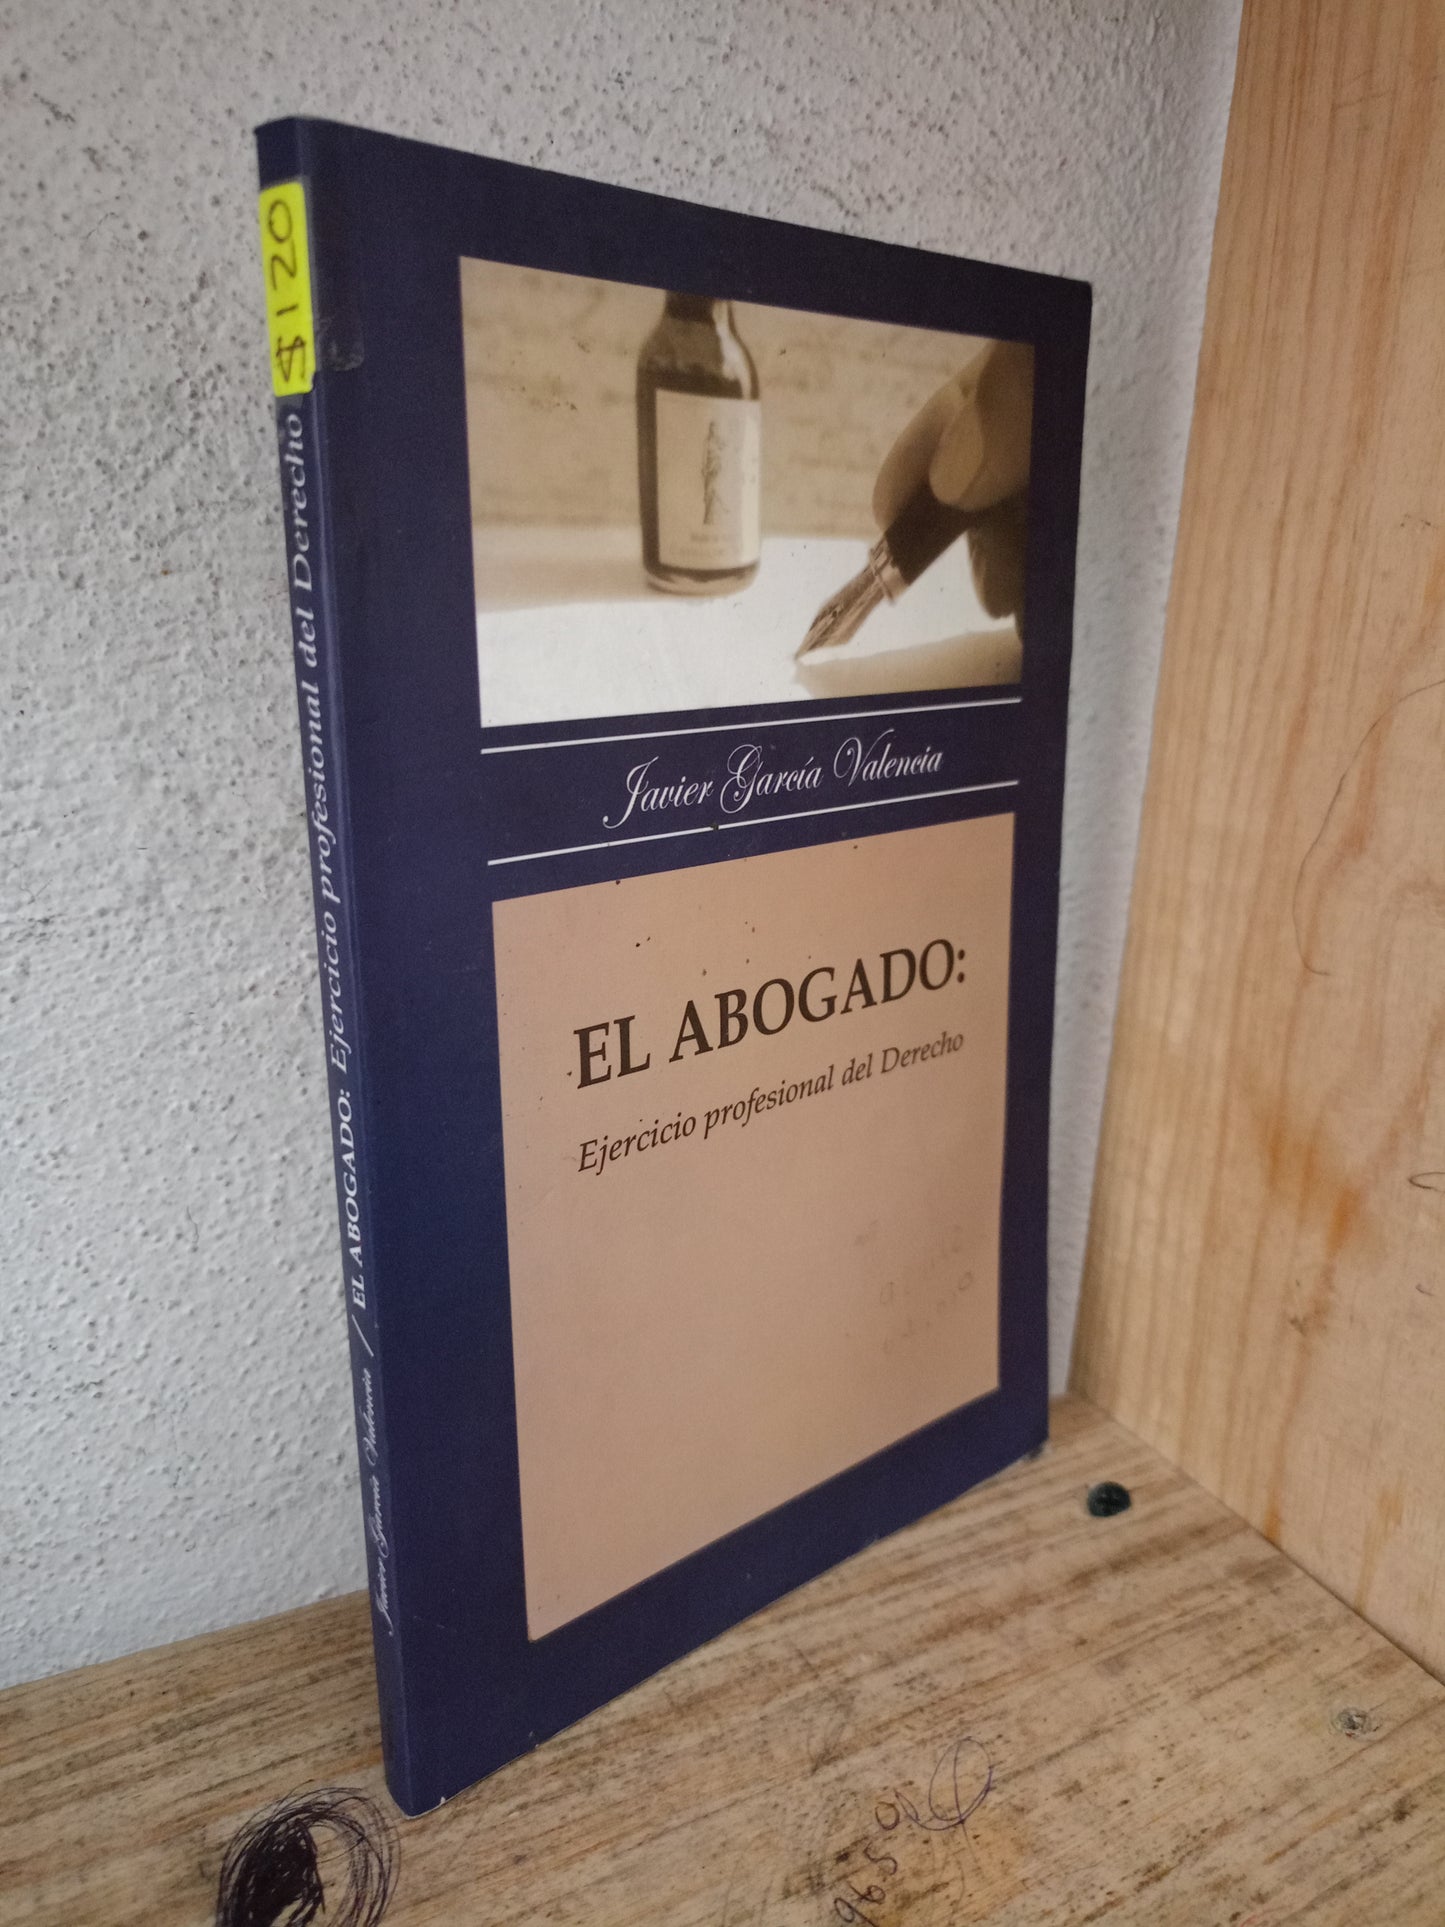 $120
Javier García Valencia / EL ABOGADO: Ejercicio profesional del Derecho
Javier García Valencia
EL ABOGADO:
Ejercicio profesional del Derecho